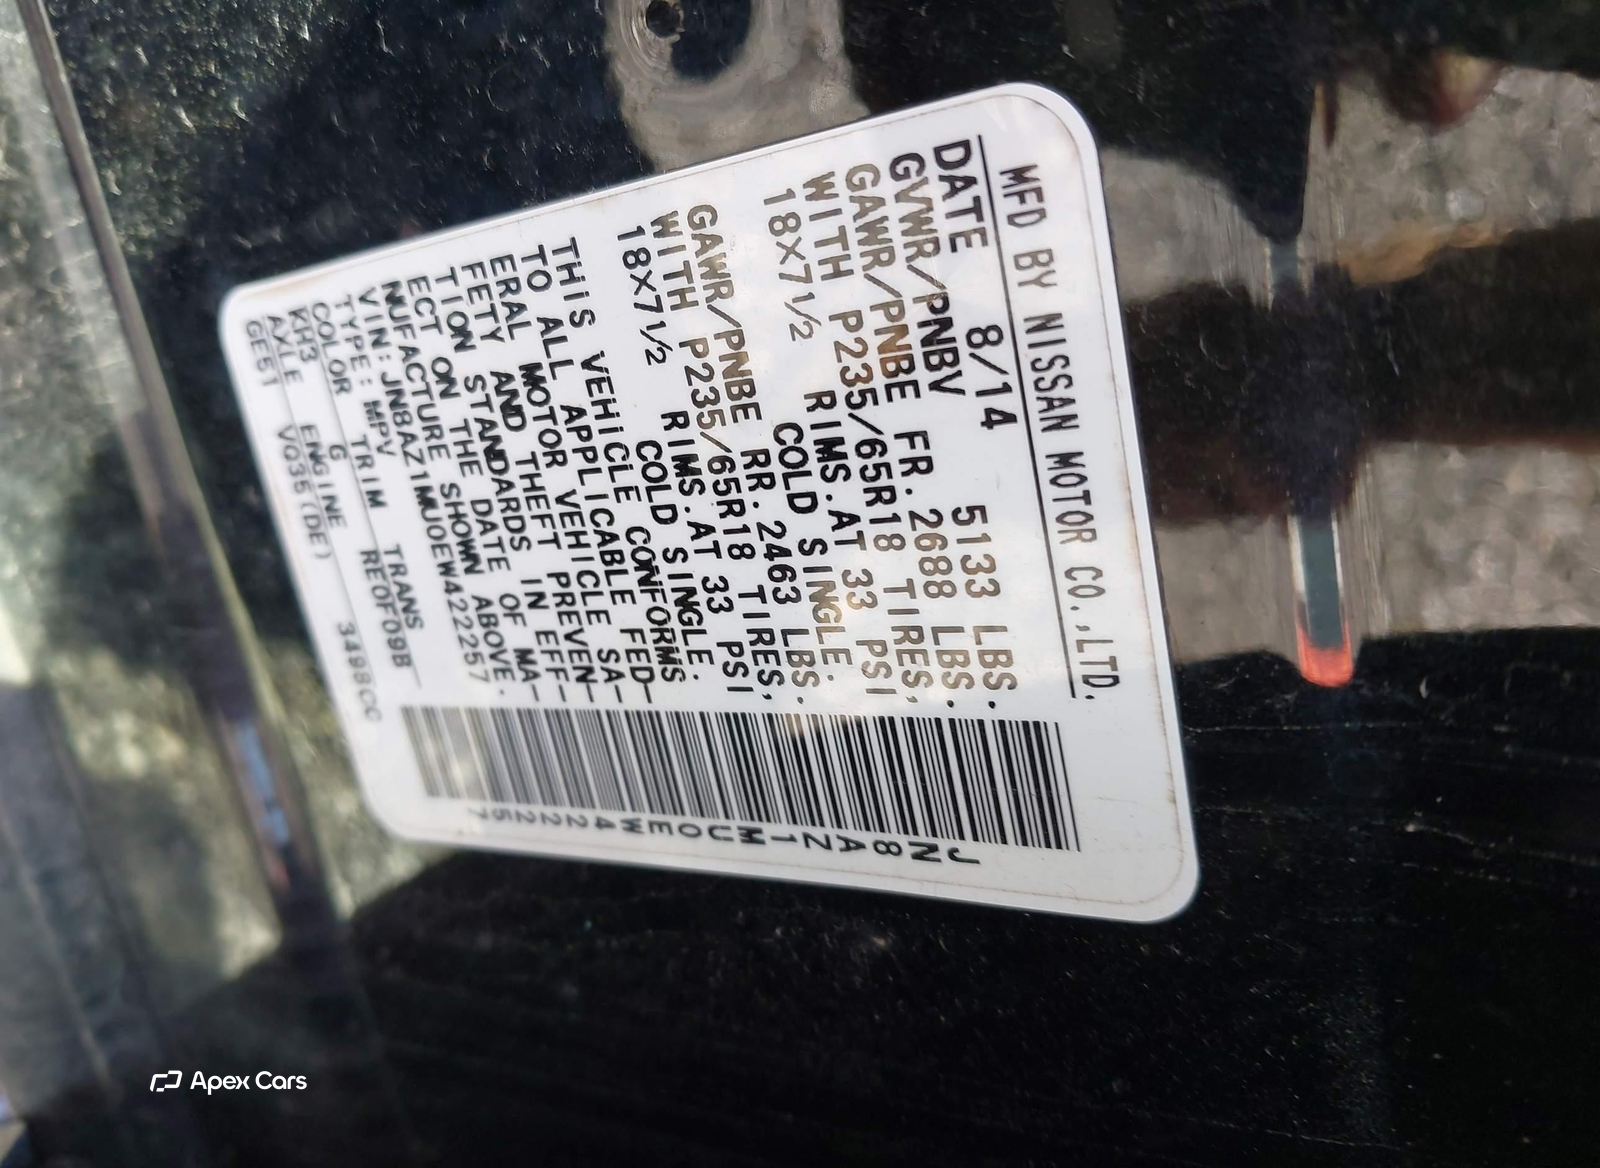 MFD BY NISSAN MOTOR CO.,LTD.
DATE 8/14
GVWR/PNBV 5133 LBS.
GAWR/PNBE FR. 2688 LBS.
WITH P235/65R18 TIRES,
18X7 1/2 RIMS.AT 33 PSI
COLD SINGLE.
GAWR/PNBE RR. 2463 LBS.
WITH P235/65R18 TIRES,
18X7 1/2 RIMS.AT 33 PSI
COLD SINGLE.
THIS VEHICLE CONFORMS
TO ALL APPLICABLE FED-
ERAL MOTOR VEHICLE SA-
FETY AND THEFT PREVEN-
TION STANDARDS IN EFF-
ECT ON THE DATE OF MA-
NUFACTURE SHOWN ABOVE.
VIN: JN8AZ1MU0EW422257
TYPE: MPV
COLOR TRIM TRANS
KH3 G RE0F09B
AXLE ENGINE
GE51 VQ35(DE) 3498CC
JN8AZ1MU0EW422257
Apex Cars